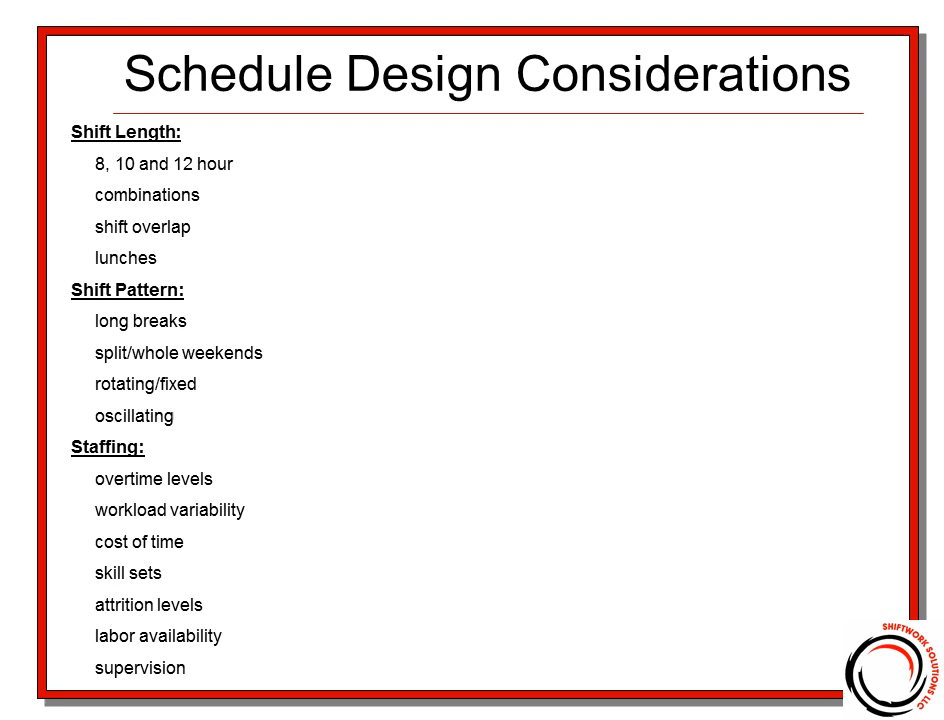 Schedule Design Considerations
Shift Length:
8, 10 and 12 hour
combinations
shift overlap
lunches
Shift Pattern:
long breaks
split/whole weekends
rotating/fixed
oscillating
Staffing:
overtime levels
workload variability
cost of time
skill sets
attrition levels
labor availability
supervision
SHIFTWORK SOLUTIONS LLC